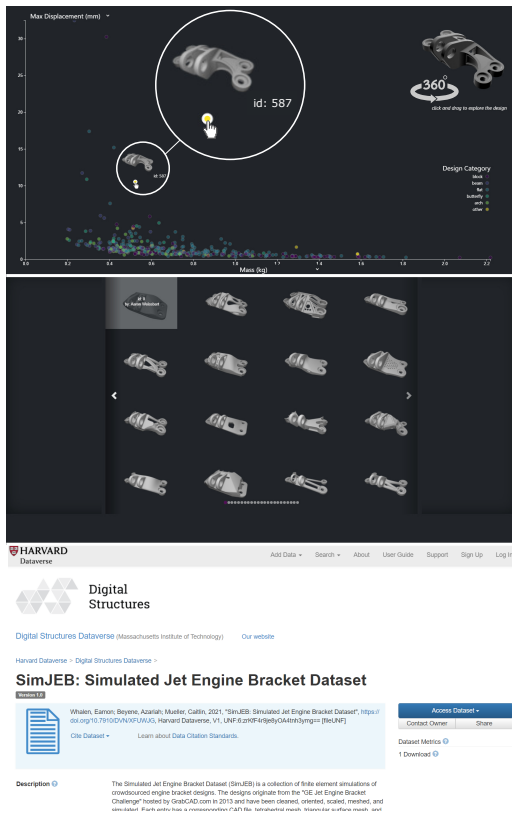 Max Displacement (mm)
30
25
20
15
10
5
0
id: 587
id: 587
360°
click and drag to explore the design
Design Category
block
beam
flat
butterfly
arch
other
0.0 0.2 0.4 0.6 0.8 1.0 1.2 1.4 1.6 1.8 2.0 2.2
Mass (kg)
HARVARD
Dataverse
Add Data Search About User Guide Support Sign Up Log In
Digital
Structures
Digital Structures Dataverse (Massachusetts Institute of Technology) Our website
Harvard Dataverse > Digital Structures Dataverse >
SimJEB: Simulated Jet Engine Bracket Dataset
Version 1.0
Whalen, Eamon; Beyene, Azariah; Mueller, Caitlin, 2021, "SimJEB: Simulated Jet Engine Bracket Dataset", https://
doi.org/10.7910/DVN/XFUWJG, Harvard Dataverse, V1, UNF:6:zrKfF4r9je8yOA4tnh3ymg== [fileUNF]
Cite Dataset Learn about Data Citation Standards.
Access Dataset
Contact Owner Share
Dataset Metrics
1 Download
Description
The Simulated Jet Engine Bracket Dataset (SimJEB) is a collection of finite element simulations of
crowdsourced engine bracket designs. The designs originate from the "GE Jet Engine Bracket
Challenge" hosted by GrabCAD.com in 2013 and have been cleaned, oriented, scaled, meshed, and
simulated. Each entry has a corresponding CAD file, tetrahedral mesh, triangular surface mesh, and